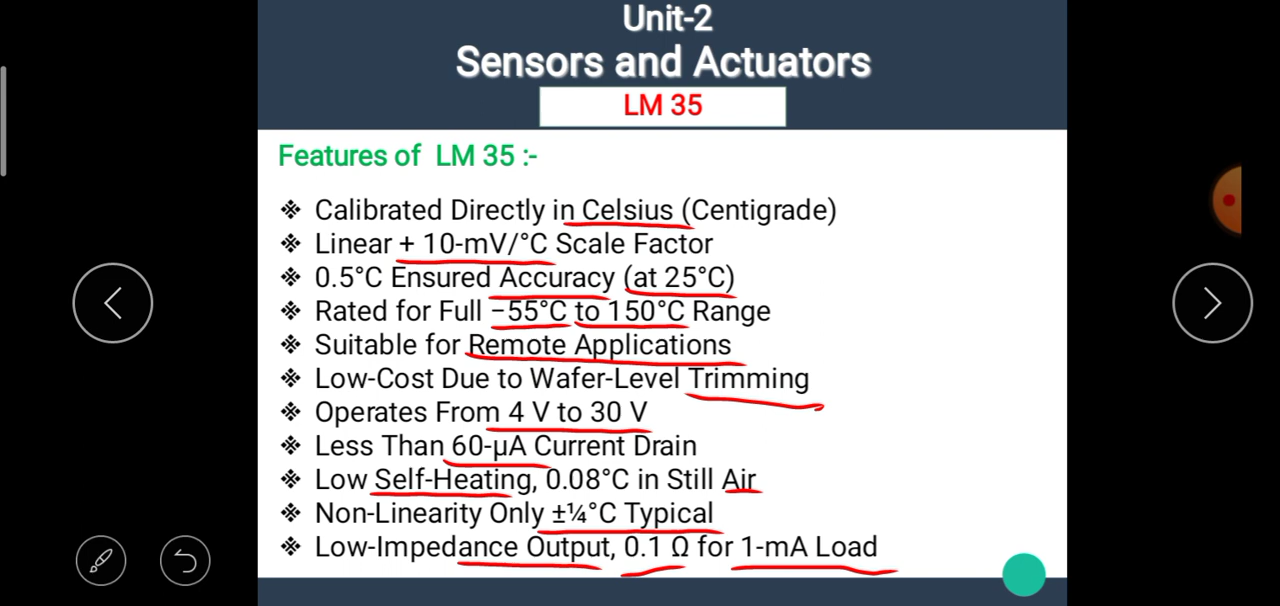 Unit-2
Sensors and Actuators
LM 35
Features of LM 35 :-
❖ Calibrated Directly in Celsius (Centigrade)
❖ Linear + 10-mV/°C Scale Factor
❖ 0.5°C Ensured Accuracy (at 25°C)
❖ Rated for Full −55°C to 150°C Range
❖ Suitable for Remote Applications
❖ Low-Cost Due to Wafer-Level Trimming
❖ Operates From 4 V to 30 V
❖ Less Than 60-μA Current Drain
❖ Low Self-Heating, 0.08°C in Still Air
❖ Non-Linearity Only ±¼°C Typical
❖ Low-Impedance Output, 0.1 Ω for 1-mA Load